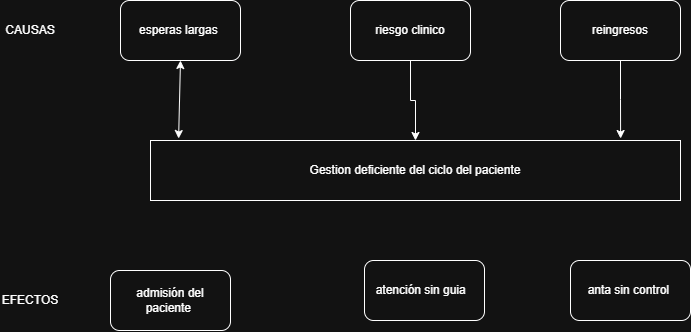 CAUSAS
esperas largas
riesgo clinico
reingresos
Gestion deficiente del ciclo del paciente
EFECTOS
admisión del
paciente
atención sin guia
anta sin control